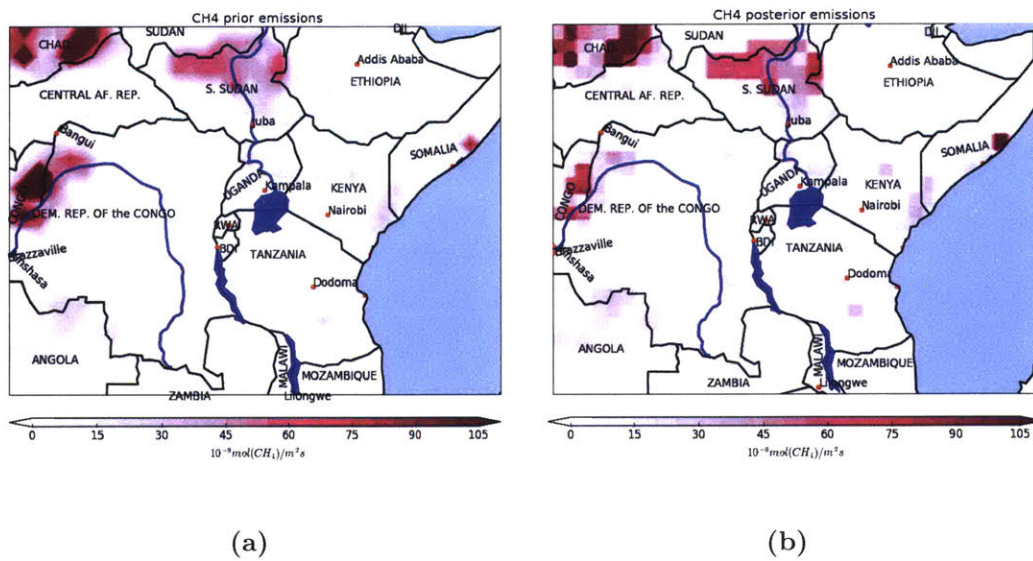 CH4 prior emissions
SUDAN
CHAD
Addis Ababa
ETHIOPIA
S. SUDAN
CENTRAL AF. REP.
Juba
Bangui
SOMALIA
UGANDA
Kampala
KENYA
CONGO
DEM. REP. OF the CONGO
Nairobi
RWA
BDI
TANZANIA
Brazzaville
Kinshasa
Dodoma
ANGOLA
MALAWI
MOZAMBIQUE
ZAMBIA
Lilongwe
0 15 30 45 60 75 90 105
10⁻⁹mol(CH₄)/m²s
(a)
CH4 posterior emissions
SUDAN
DJI.
CHAD
Addis Ababa
ETHIOPIA
S. SUDAN
CENTRAL AF. REP.
Juba
Bangui
SOMALIA
UGANDA
Kampala
KENYA
CONGO
DEM. REP. OF the CONGO
Nairobi
RWA
BDI
TANZANIA
Brazzaville
Kinshasa
Dodoma
ANGOLA
MALAWI
MOZAMBIQUE
ZAMBIA
Lilongwe
0 15 30 45 60 75 90 105
10⁻⁹mol(CH₄)/m²s
(b)